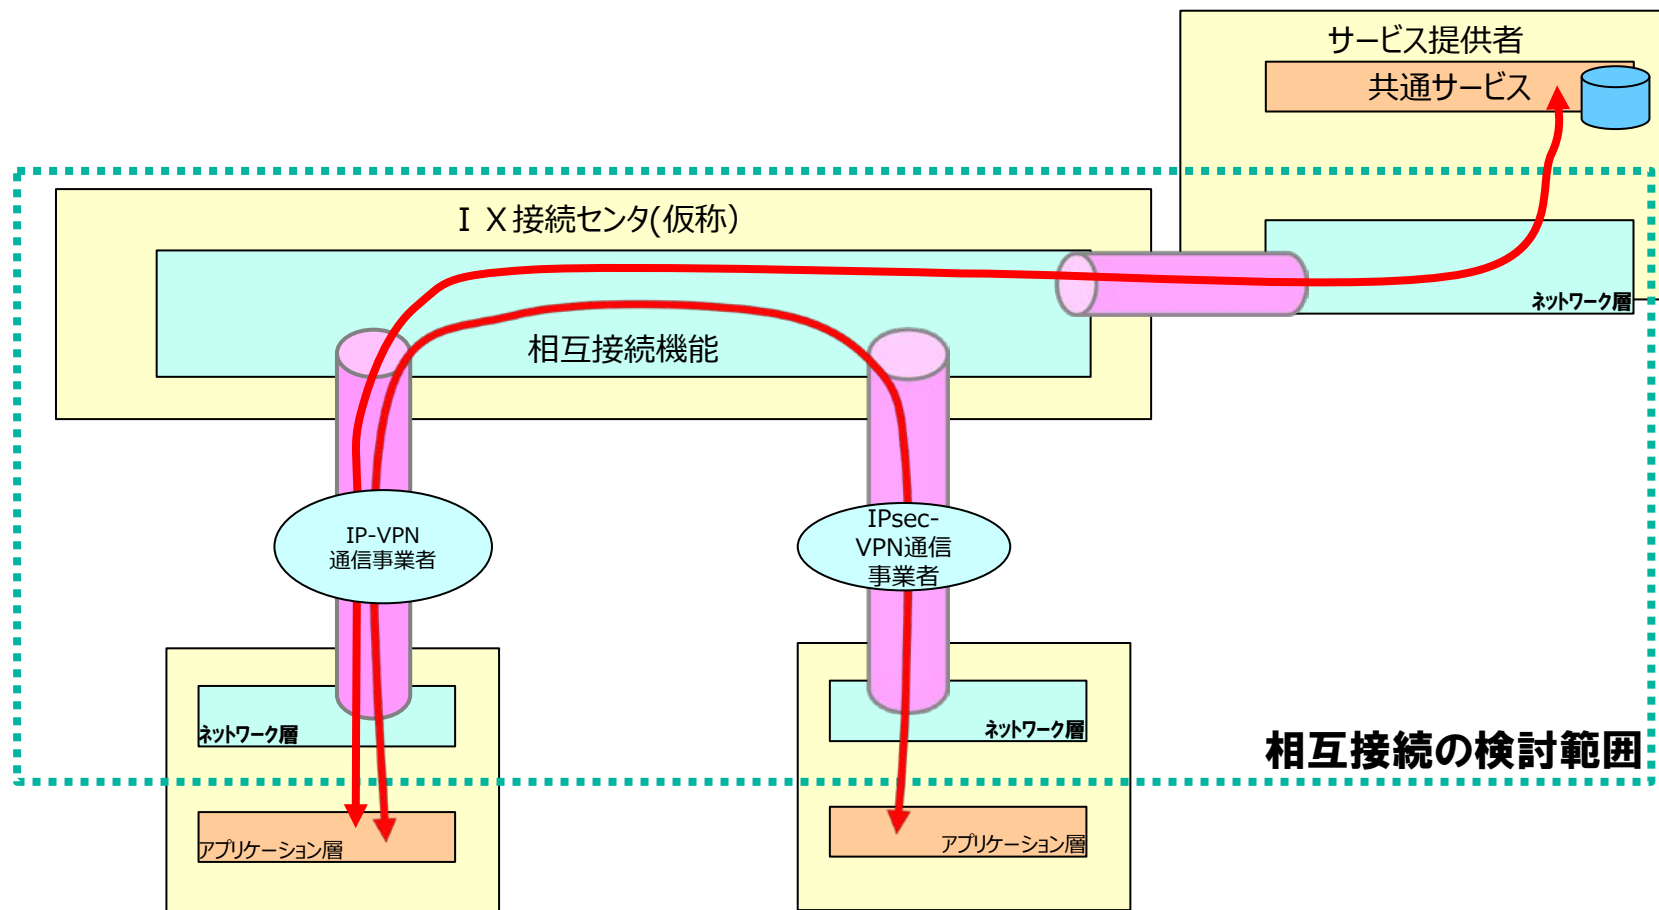 サービス提供者
共通サービス
ＩＸ接続センタ(仮称）
ネットワーク層
相互接続機能
IP-VPN
通信事業者
IPsec-
VPN通信
事業者
ネットワーク層
ネットワーク層
相互接続の検討範囲
アプリケーション層
アプリケーション層